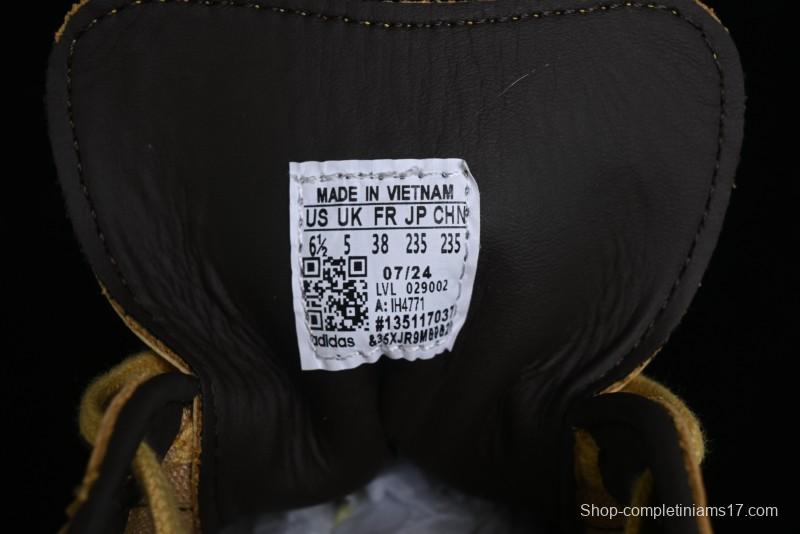 MADE IN VIETNAM
US UK FR JP CHN
6½ 5 38 235 235
07/24
LVL 029002
A: IH4771
adidas
Shop-completiniams17.com